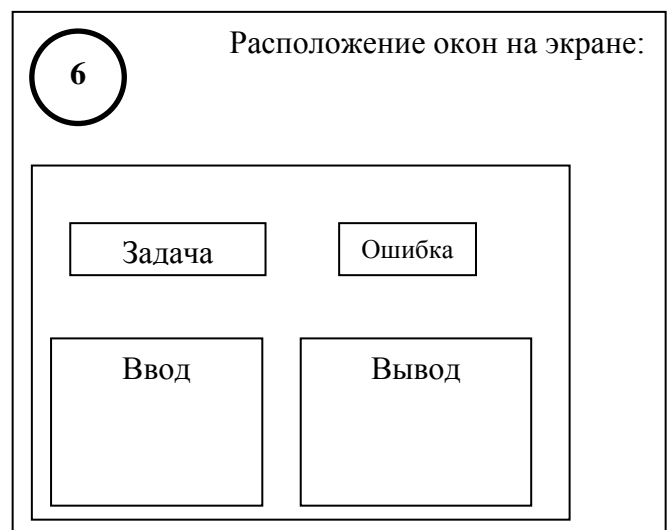 6
Расположение окон на экране:
Задача
Ошибка
Ввод
Вывод